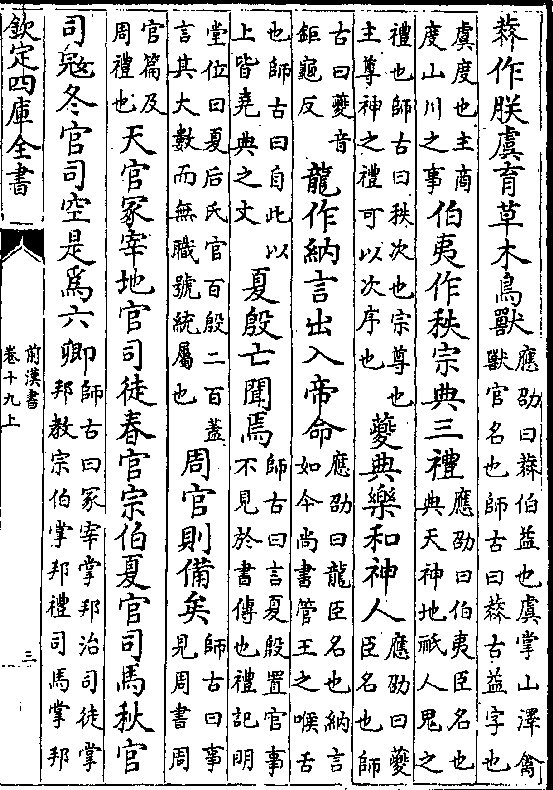 𦳊作朕虞育草木鳥獸
應劭曰𦳊伯益也虞掌山澤禽
獸官名也師古曰𦳊古益字也
虞度也主商
度山川之事
伯夷作秩宗典三禮
應劭曰伯夷臣名也
典天神地祇人鬼之
禮也師古曰秩次也宗尊也
主尊神之禮可以次序也
夔典樂和神人
應劭曰夔
臣名也師
古曰夔音
鉅龜反
龍作納言出入帝命
應劭曰龍臣名也納言
如今尚書管王之喉舌
也師古曰自此以
上皆堯典之文
夏殷亡聞焉
師古曰言夏殷置官事
不見於書傳也禮記明
堂位曰夏后氏官百殷二百蓋
言其大數而無職號統屬也
周官則備矣
師古曰事
見周書周
官篇及
周禮也
天官冢宰地官司徒春官宗伯夏官司馬秋官
司寇冬官司空是爲六卿
師古曰冢宰掌邦治司徒掌
邦教宗伯掌邦禮司馬掌邦
欽定四庫全書
前漢書
卷十九上
三